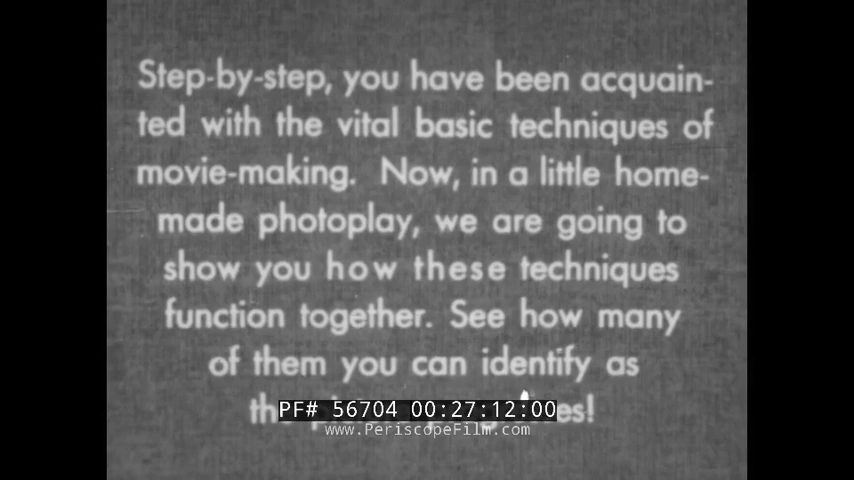 Step-by-step, you have been acquain-
ted with the vital basic techniques of
movie-making. Now, in a little home-
made photoplay, we are going to
show you how these techniques
function together. See how many
of them you can identify as
PF# 56704 00:27:12:00
www.PeriscopeFilm.com